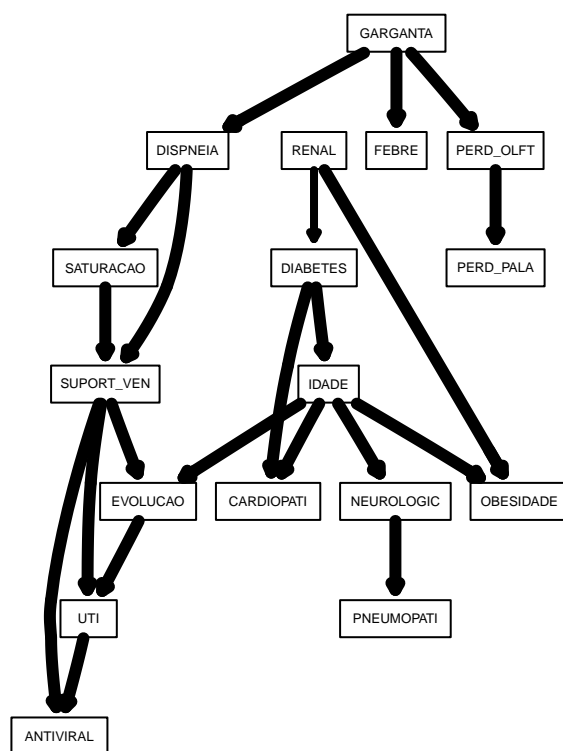 GARGANTA
DISPNEIA
RENAL
FEBRE
PERD_OLFT
SATURACAO
DIABETES
PERD_PALA
SUPORT_VEN
IDADE
EVOLUCAO
CARDIOPATI
NEUROLOGIC
OBESIDADE
UTI
PNEUMOPATI
ANTIVIRAL